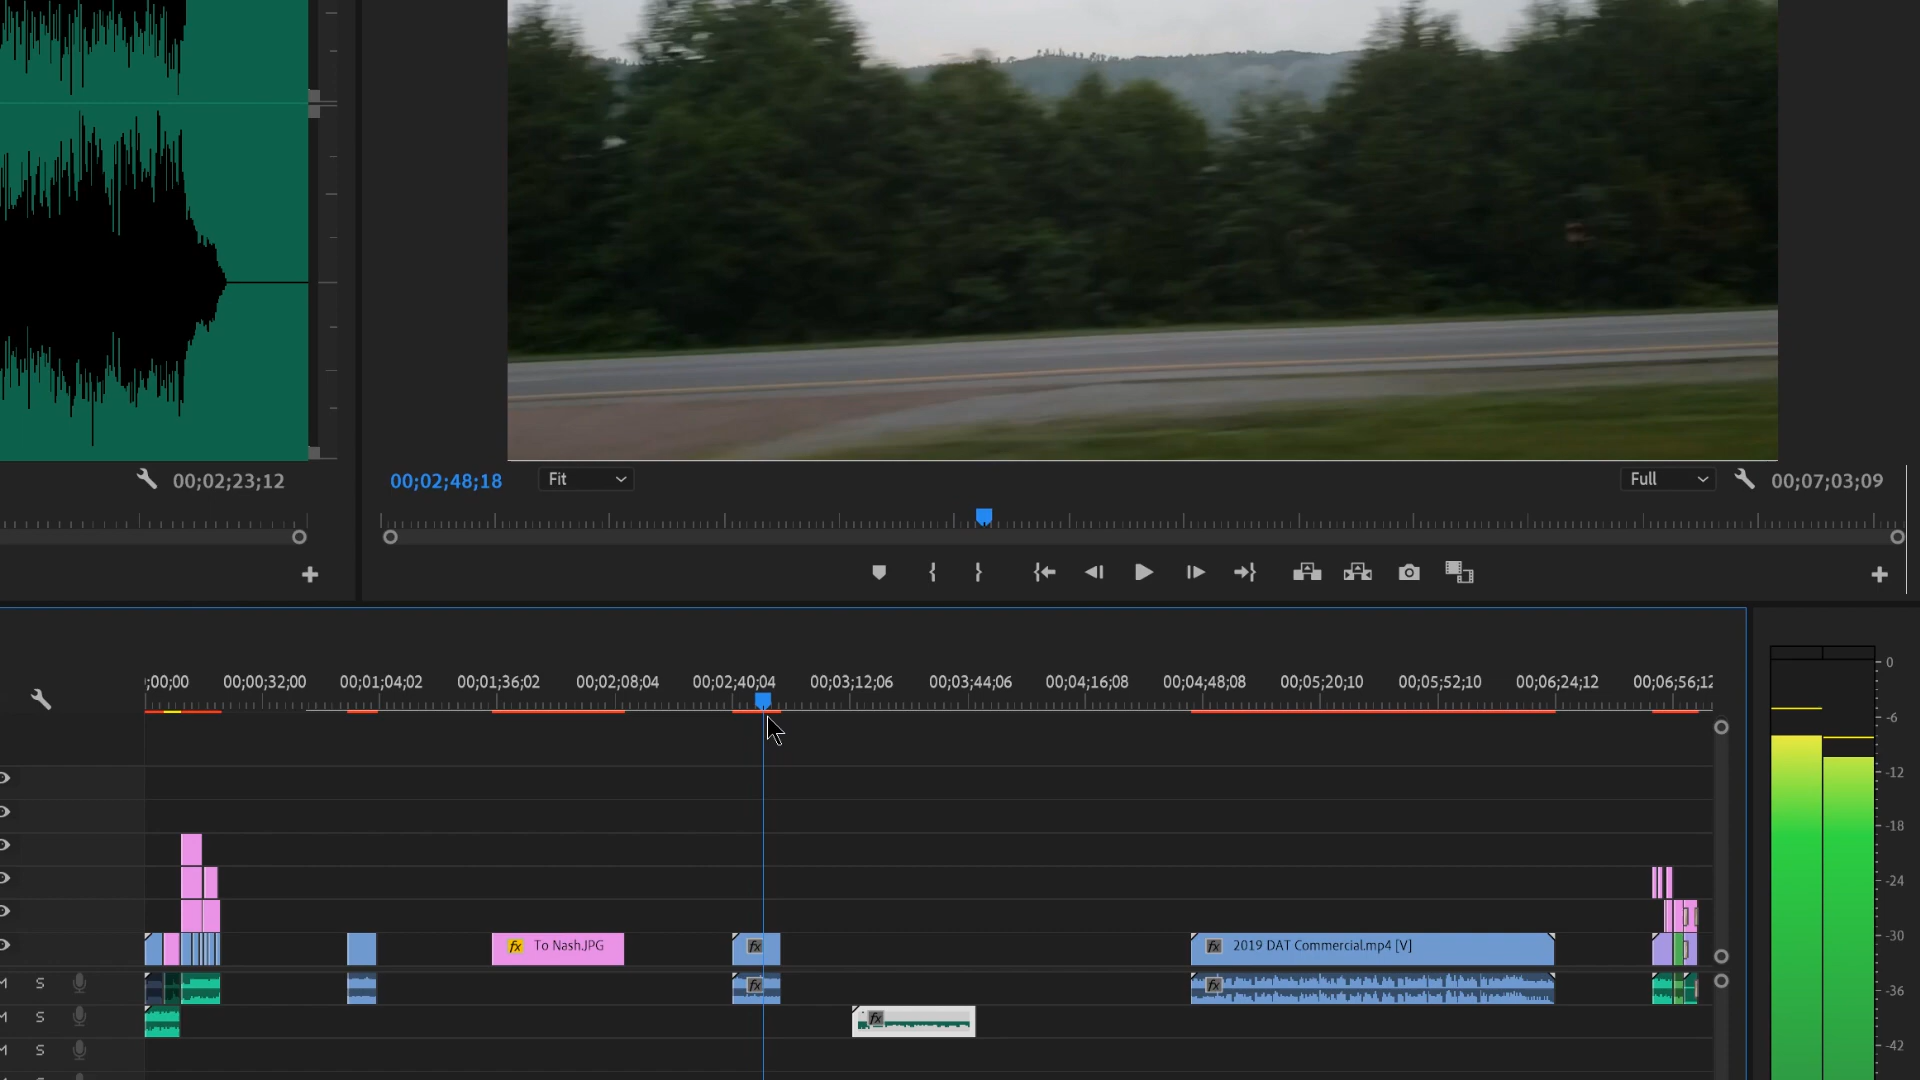 00;02;23;12
00;02;48;18
Fit
Full
00;07;03;09
;00;00
00;00;32;00
00;01;04;02
00;01;36;02
00;02;08;04
00;02;40;04
00;03;12;06
00;03;44;06
00;04;16;08
00;04;48;08
00;05;20;10
00;05;52;10
00;06;24;12
00;06;56;12
0
-6
-12
-18
-24
-30
-36
-42
fx To Nash.JPG
fx
fx 2019 DAT Commercial.mp4 [V]
M S
fx
fx
M S
fx
M S